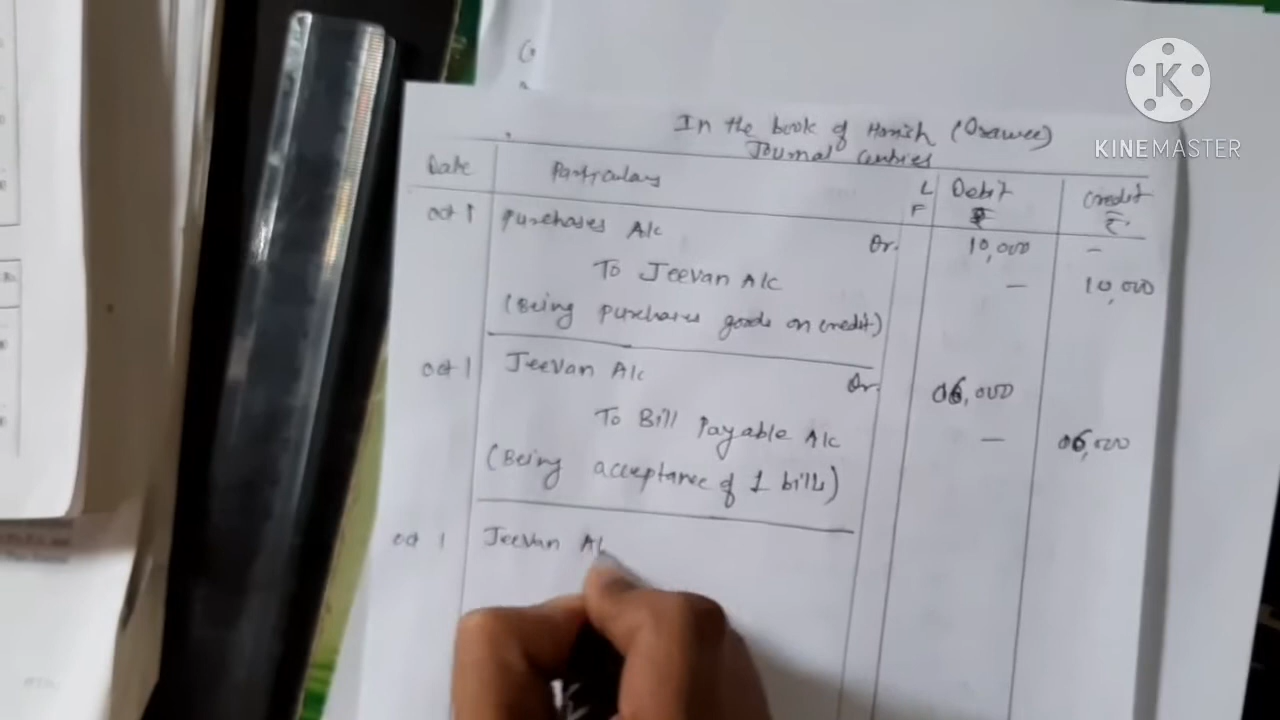 K
KINEMASTER
In the book of Harish (Drawee)
Journal entries
Date Particulars L F Debit ₹ Credit ₹
Oct 1 Purchases A/c Dr. 10,000 –
To Jeevan A/c – 10,000
(Being purchases goods on credit)
Oct 1 Jeevan A/c Dr. 06,000
To Bill Payable A/c – 06,000
(Being acceptance of 1 bills)
Oct 1 Jeevan A/c